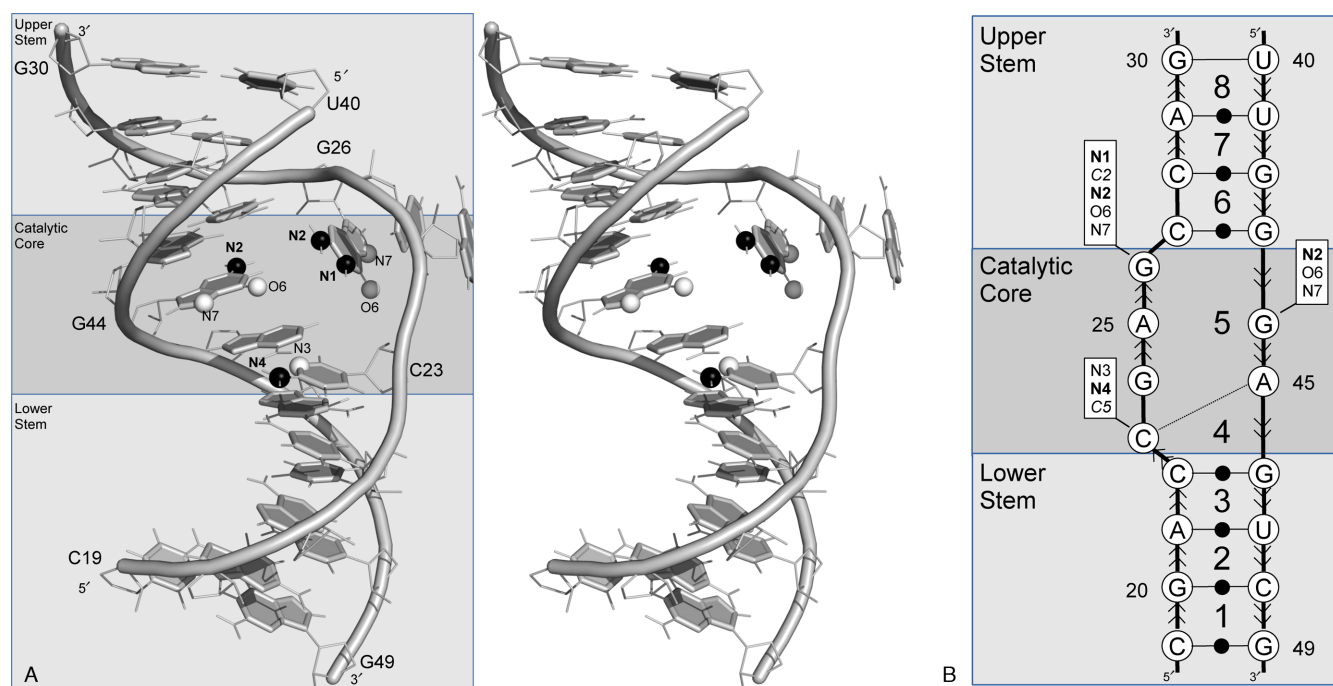 Upper
Stem
3′
G30
5′
U40
G26
Catalytic
Core
N2
N2
N7
N1
O6
O6
N7
G44
N3
N4
C23
Lower
Stem
C19
5′
G49
3′
A
Upper
Stem
3′ 5′
30 G U 40
8
A U
7
N1
C2
N2
O6
N7
C G
6
C G
Catalytic
Core
N2
O6
N7
G
25 A 5 G
N3
N4
C5
G A 45
C 4
Lower
Stem
C G
3
A U
2
20 G C
1
C G 49
5′ 3′
B